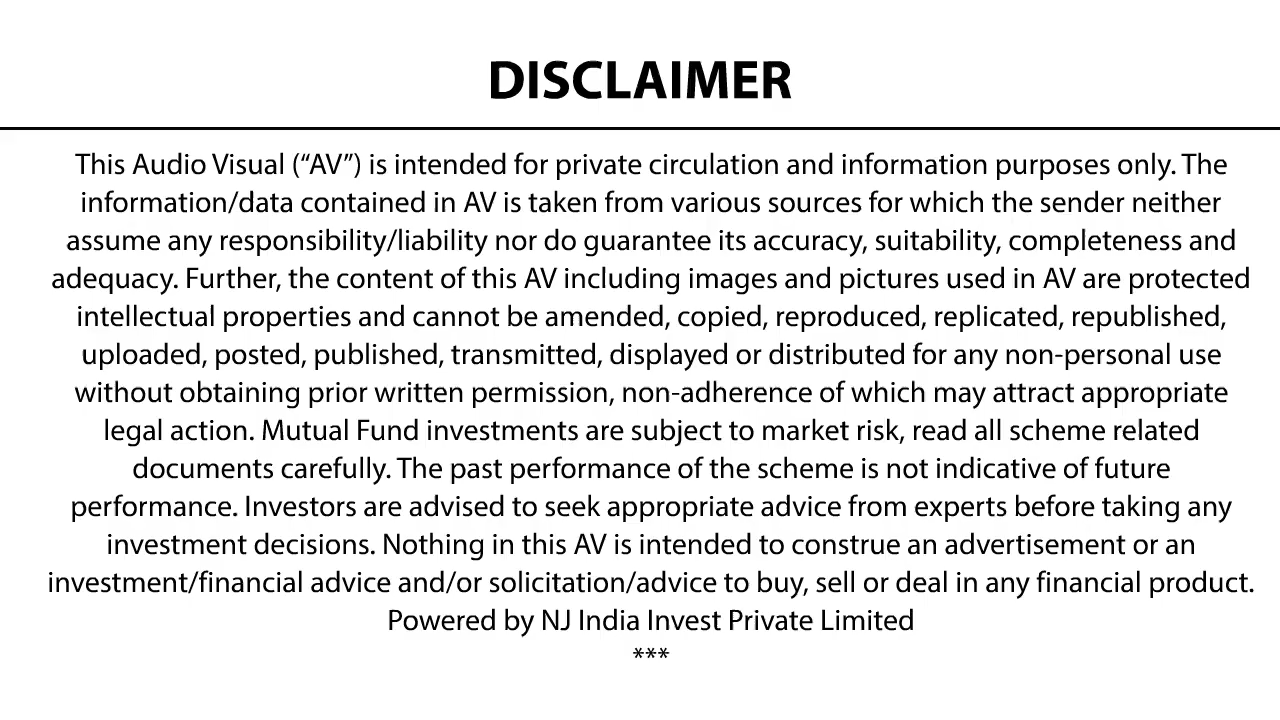 DISCLAIMER
This Audio Visual (“AV”) is intended for private circulation and information purposes only. The
information/data contained in AV is taken from various sources for which the sender neither
assume any responsibility/liability nor do guarantee its accuracy, suitability, completeness and
adequacy. Further, the content of this AV including images and pictures used in AV are protected
intellectual properties and cannot be amended, copied, reproduced, replicated, republished,
uploaded, posted, published, transmitted, displayed or distributed for any non-personal use
without obtaining prior written permission, non-adherence of which may attract appropriate
legal action. Mutual Fund investments are subject to market risk, read all scheme related
documents carefully. The past performance of the scheme is not indicative of future
performance. Investors are advised to seek appropriate advice from experts before taking any
investment decisions. Nothing in this AV is intended to construe an advertisement or an
investment/financial advice and/or solicitation/advice to buy, sell or deal in any financial product.
Powered by NJ India Invest Private Limited
***